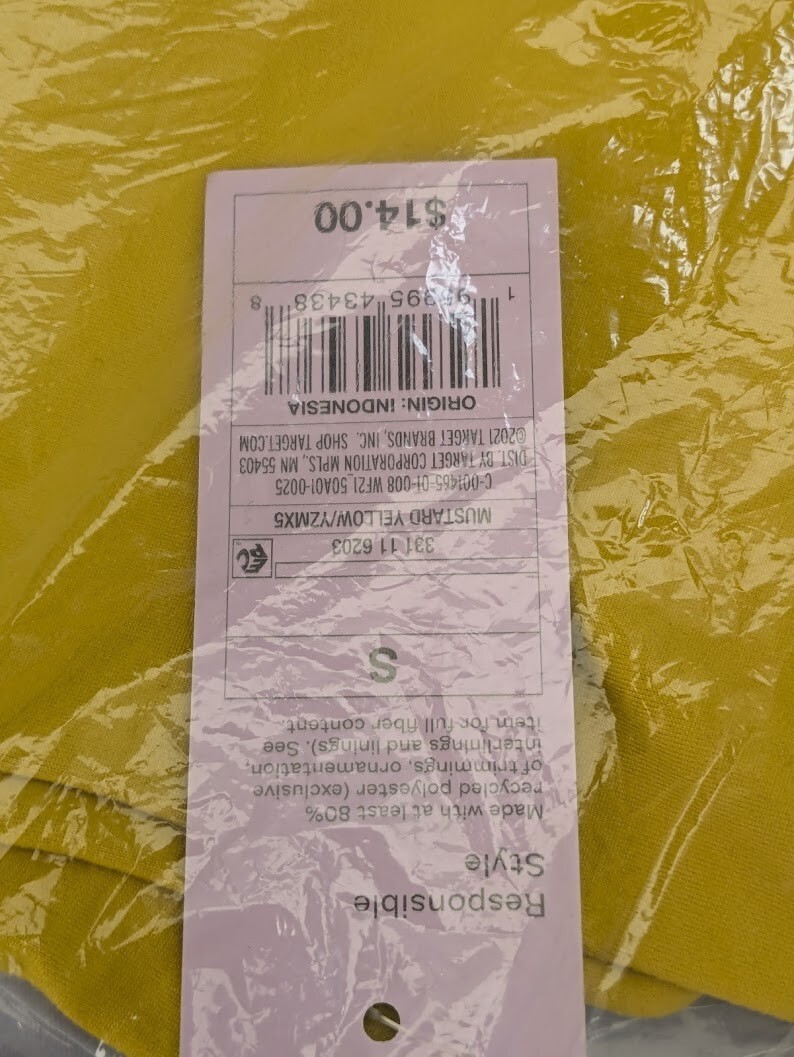 Responsible
Style
Made with at least 80%
recycled polyester (exclusive
of trimmings, ornamentation,
interlinings and linings). See
item for full fiber content.
S
EPC
331 11 6203
MUSTARD YELLOW/YZMX5
C-001465-01-008 WF21 50A01-0025
DIST. BY TARGET CORPORATION MPLS., MN 55403
©2021 TARGET BRANDS, INC. SHOP TARGET.COM
ORIGIN: INDONESIA
1 95995 43438 8
$14.00